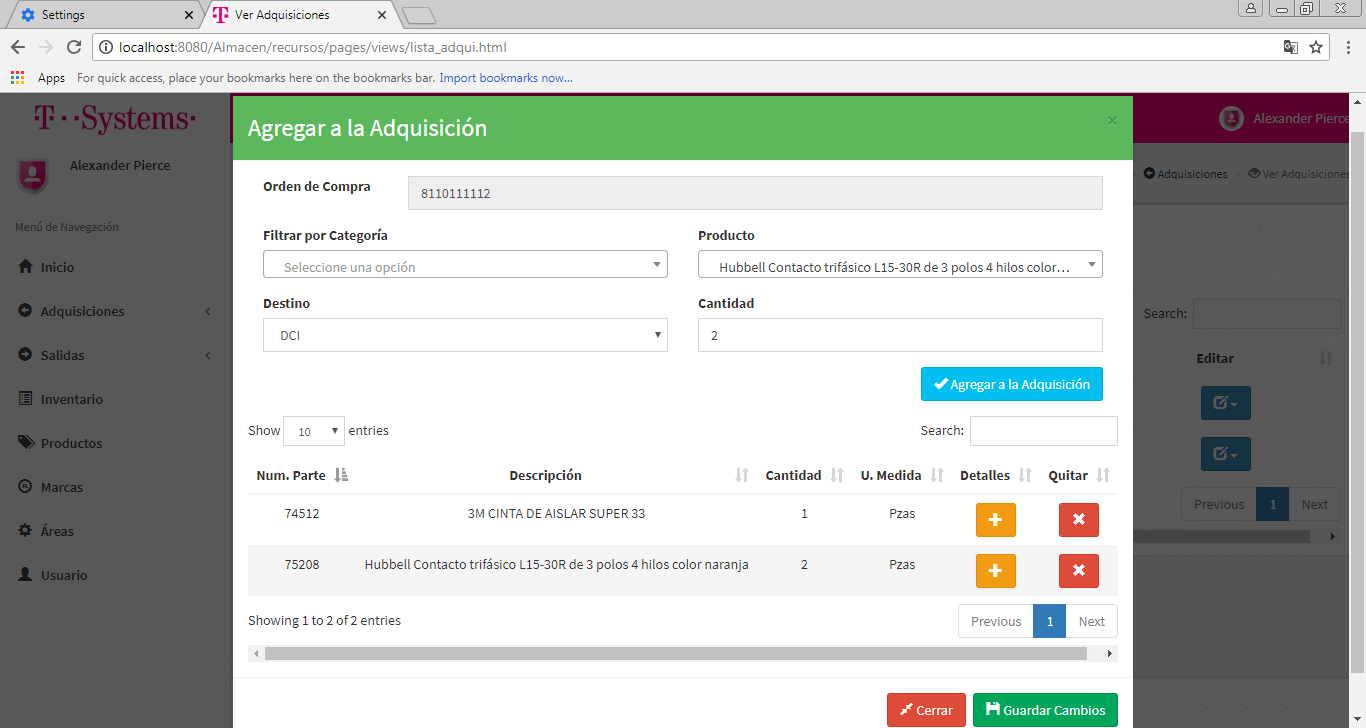 Settings
Ver Adquisiciones
localhost:8080/Almacen/recursos/pages/views/lista_adqui.html
Apps For quick access, place your bookmarks here on the bookmarks bar. Import bookmarks now...
T··Systems·
Alexander Pierce
Alexander Pierce
Menú de Navegación
Inicio
Adquisiciones
Salidas
Inventario
Productos
Marcas
Áreas
Usuario
Adquisiciones
Ver Adquisiciones
Agregar a la Adquisición
×
Orden de Compra 8110111112
Filtrar por Categoría Producto
Seleccione una opción Hubbell Contacto trifásico L15-30R de 3 polos 4 hilos color...
Destino Cantidad
DCI 2
Agregar a la Adquisición
Show 10 entries Search:
Num. Parte Descripción Cantidad U. Medida Detalles Quitar
74512 3M CINTA DE AISLAR SUPER 33 1 Pzas
75208 Hubbell Contacto trifásico L15-30R de 3 polos 4 hilos color naranja 2 Pzas
Showing 1 to 2 of 2 entries Previous 1 Next
Cerrar Guardar Cambios
Search:
Editar
Previous 1 Next